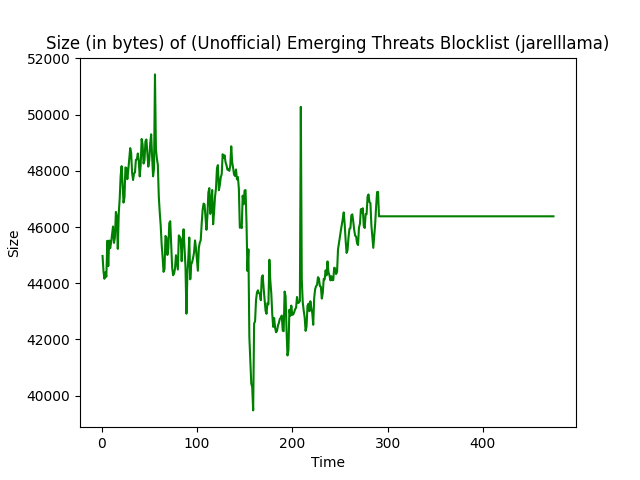 Size (in bytes) of (Unofficial) Emerging Threats Blocklist (jarelllama)
52000
50000
48000
46000
44000
42000
40000
Size
0 100 200 300 400
Time